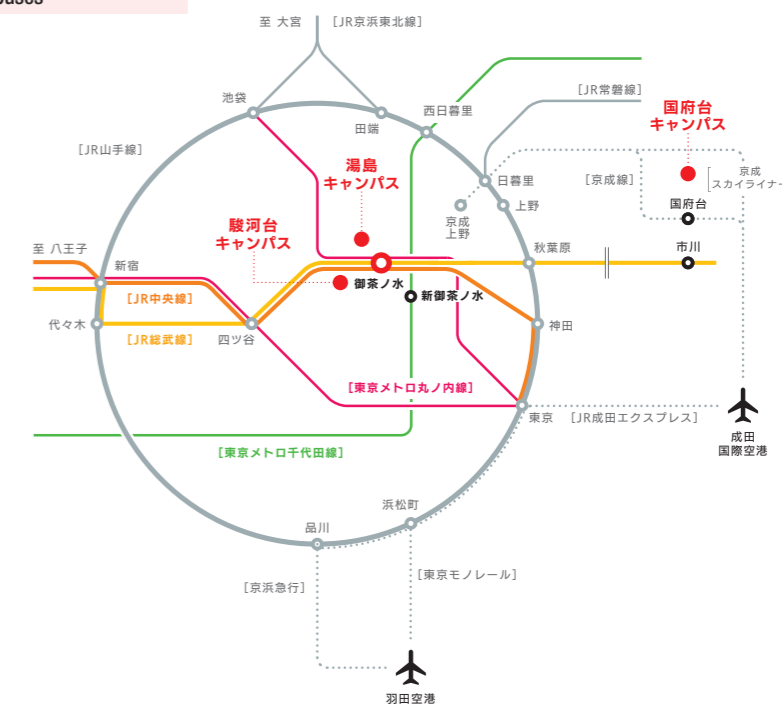 至 大宮
［JR京浜東北線］
池袋
田端
西日暮里
［JR常磐線］
国府台
キャンパス
［JR山手線］
湯島
キャンパス
日暮里
［京成線］
京成
スカイライナー
上野
京成
上野
国府台
駿河台
キャンパス
至 八王子
新宿
秋葉原
市川
御茶ノ水
新御茶ノ水
［JR中央線］
代々木
［JR総武線］
四ツ谷
神田
［東京メトロ丸ノ内線］
東京
［JR成田エクスプレス］
成田
国際空港
［東京メトロ千代田線］
浜松町
品川
［京浜急行］
［東京モノレール］
羽田空港